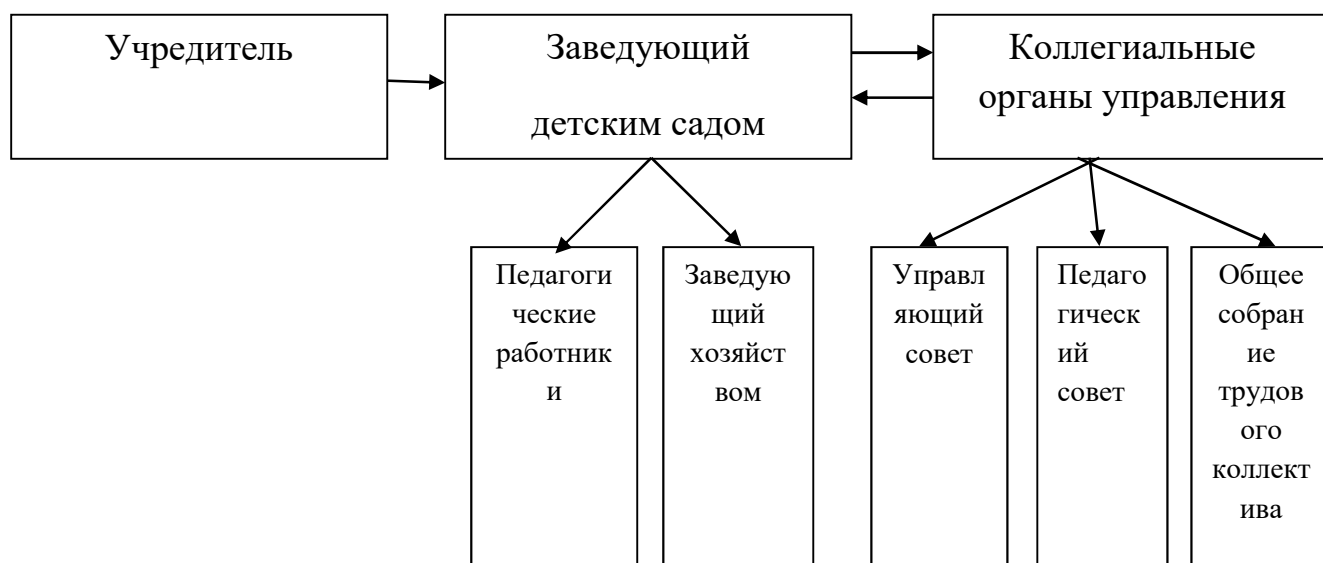 Учредитель
Заведующий
детским садом
Коллегиальные
органы управления
Педагоги
ческие
работник
и
Заведую
щий
хозяйст
вом
Управл
яющий
совет
Педаго
гическ
ий
совет
Общее
собран
ие
трудов
ого
коллект
ива